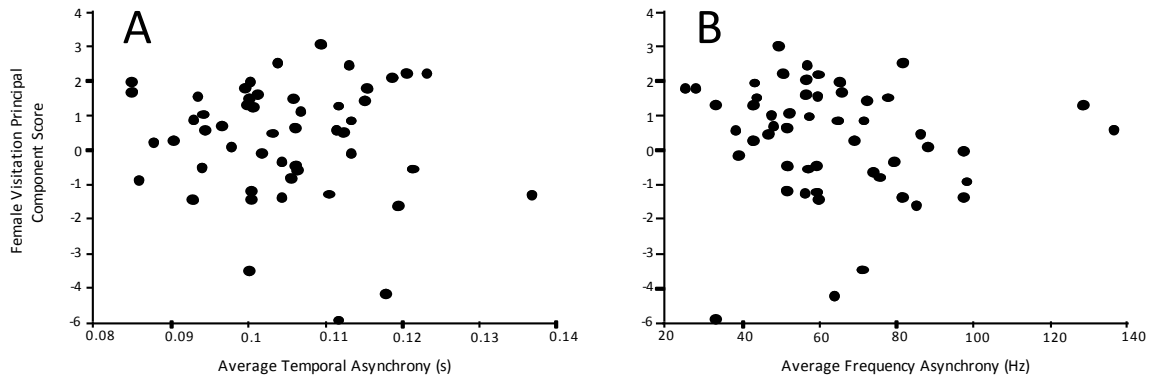 A
B
4
3
2
1
0
-1
-2
-3
-4
-6
Female Visitation Principal
Component Score
0.08 0.09 0.1 0.11 0.12 0.13 0.14
Average Temporal Asynchrony (s)
4
3
2
1
0
-1
-2
-3
-4
-6
20 40 60 80 100 120 140
Average Frequency Asynchrony (Hz)